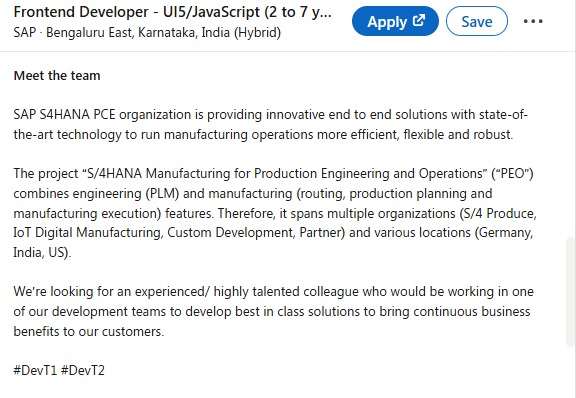 Frontend Developer - UI5/JavaScript (2 to 7 y...
SAP · Bengaluru East, Karnataka, India (Hybrid)
Apply
Save
Meet the team
SAP S4HANA PCE organization is providing innovative end to end solutions with state-of-
the-art technology to run manufacturing operations more efficient, flexible and robust.
The project “S/4HANA Manufacturing for Production Engineering and Operations” (“PEO”)
combines engineering (PLM) and manufacturing (routing, production planning and
manufacturing execution) features. Therefore, it spans multiple organizations (S/4 Produce,
IoT Digital Manufacturing, Custom Development, Partner) and various locations (Germany,
India, US).
We're looking for an experienced/ highly talented colleague who would be working in one
of our development teams to develop best in class solutions to bring continuous business
benefits to our customers.
#DevT1 #DevT2